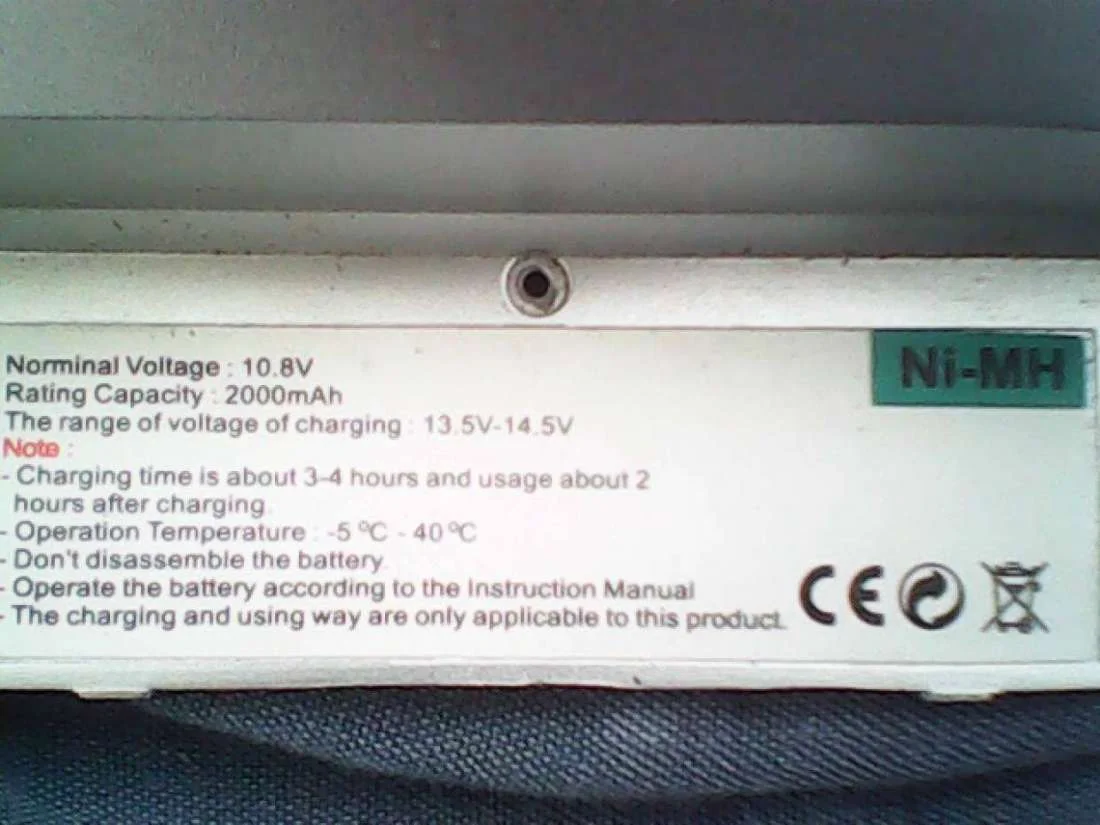 Norminal Voltage : 10.8V
Ni-MH
Rating Capacity : 2000mAh
The range of voltage of charging : 13.5V-14.5V
Note :
- Charging time is about 3-4 hours and usage about 2
hours after charging.
- Operation Temperature : -5 ºC - 40 ºC
- Don't disassemble the battery.
- Operate the battery according to the Instruction Manual
- The charging and using way are only applicable to this product.
CE